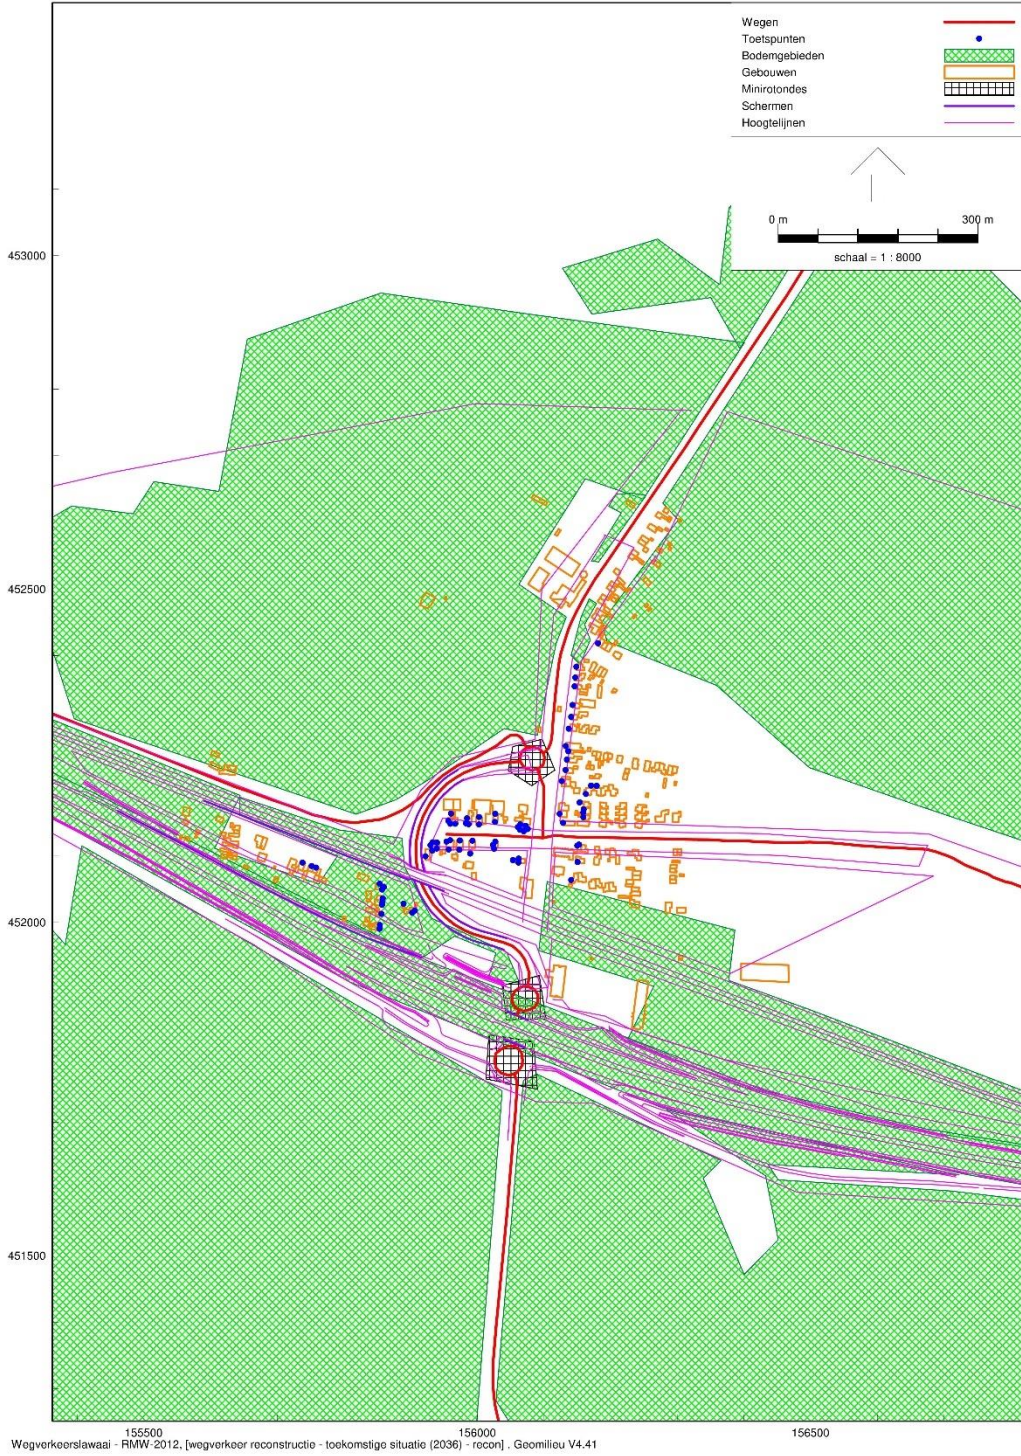 Wegen
Toetspunten
Bodemgebieden
Gebouwen
Minirotondes
Schermen
Hoogtelijnen
0 m 300 m
schaal = 1 : 8000
453000
452500
452000
451500
155500 156000 156500
Wegverkeerslawaai - RMW-2012, [wegverkeer reconstructie - toekomstige situatie (2036) - recon] , Geomilieu V4.41